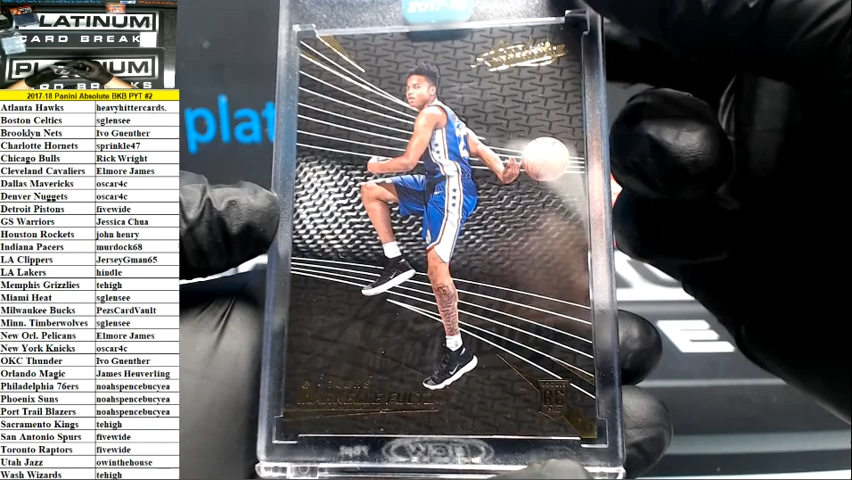 PLATINUM
CARD BREAK
PLATINUM
RD BREAKS
2017-18 Panini Absolute BKB PYT #2
Atlanta Hawks heavyhittercards.
Boston Celtics sglensee
Brooklyn Nets Ivo Guenther
Charlotte Hornets sprinkle47
Chicago Bulls Rick Wright
Cleveland Cavaliers Elmore James
Dallas Mavericks oscar4c
Denver Nuggets oscar4c
Detroit Pistons fivewide
GS Warriors Jessica Chua
Houston Rockets john henry
Indiana Pacers murdock68
LA Clippers JerseyGman65
LA Lakers hindle
Memphis Grizzlies tehigh
Miami Heat sglensee
Milwaukee Bucks PezsCardVault
Minn. Timberwolves sglensee
New Orl. Pelicans Elmore James
New York Knicks oscar4c
OKC Thunder Ivo Guenther
Orlando Magic James Heuverling
Philadelphia 76ers noahspencebucyea
Phoenix Suns noahspencebucyea
Port Trail Blazers noahspencebucyea
Sacramento Kings tehigh
San Antonio Spurs fivewide
Toronto Raptors fivewide
Utah Jazz owinthehouse
Wash Wizards tehigh
plat
2017-18
MARKELLE FULTZ
RC